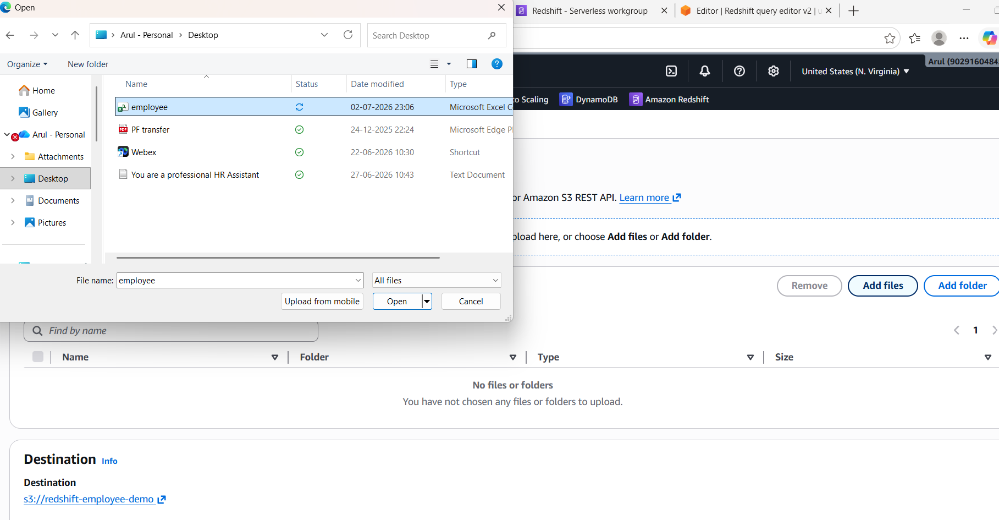 Open
Redshift - Serverless workgroup
Editor | Redshift query editor v2 |
Arul - Personal > Desktop
Search Desktop
Arul (902916048
Organize
New folder
United States (N. Virginia)
Name Status Date modified Type
Home
Gallery
Arul - Personal
Attachments
Desktop
Documents
Pictures
employee 02-07-2026 23:06 Microsoft Excel C
PF transfer 24-12-2025 22:24 Microsoft Edge P
Webex 22-06-2026 10:30 Shortcut
You are a professional HR Assistant 27-06-2026 10:43 Text Document
to Scaling
DynamoDB
Amazon Redshift
or Amazon S3 REST API. Learn more
pload here, or choose Add files or Add folder.
File name: employee
All files
Upload from mobile
Open
Cancel
Remove
Add files
Add folder
Find by name
1
Name Folder Type Size
No files or folders
You have not chosen any files or folders to upload.
Destination Info
Destination
s3://redshift-employee-demo